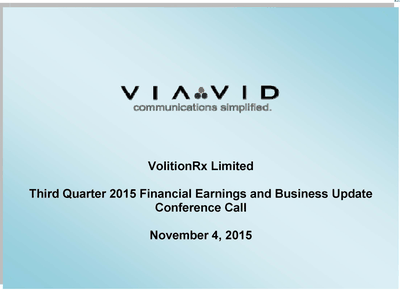 VIAVID
communications simplified.
VolitionRx Limited
Third Quarter 2015 Financial Earnings and Business Update
Conference Call
November 4, 2015